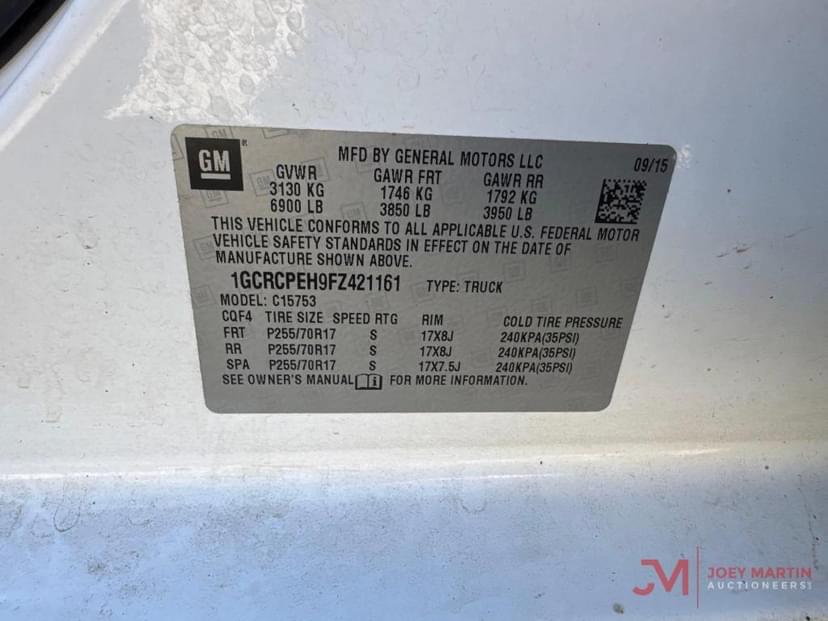 GM
MFD BY GENERAL MOTORS LLC 09/15
GVWR GAWR FRT GAWR RR
3130 KG 1746 KG 1792 KG
6900 LB 3850 LB 3950 LB
THIS VEHICLE CONFORMS TO ALL APPLICABLE U.S. FEDERAL MOTOR
VEHICLE SAFETY STANDARDS IN EFFECT ON THE DATE OF
MANUFACTURE SHOWN ABOVE.
1GCRCPEH9FZ421161 TYPE: TRUCK
MODEL: C15753
CQF4 TIRE SIZE SPEED RTG RIM COLD TIRE PRESSURE
FRT P255/70R17 S 17X8J 240KPA(35PSI)
RR P255/70R17 S 17X8J 240KPA(35PSI)
SPA P255/70R17 S 17X7.5J 240KPA(35PSI)
SEE OWNER'S MANUAL FOR MORE INFORMATION.
JM JOEY MARTIN
AUCTIONEERS